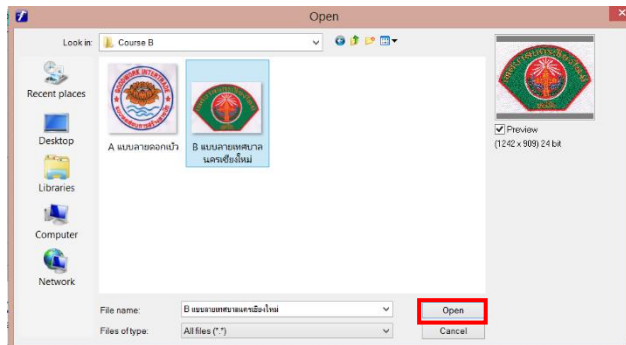 Open
Look in:
Course B
Recent places
Desktop
Libraries
Computer
Network
GOODWORK INTERTRADE
A แบบลายดอกบัว
B แบบลายเทศบาล
นครเชียงใหม่
Preview
(1242 x 909) 24 bit
File name:
B แบบลายเทศบาลนครเชียงใหม่
Open
Files of type:
All files (*.*)
Cancel